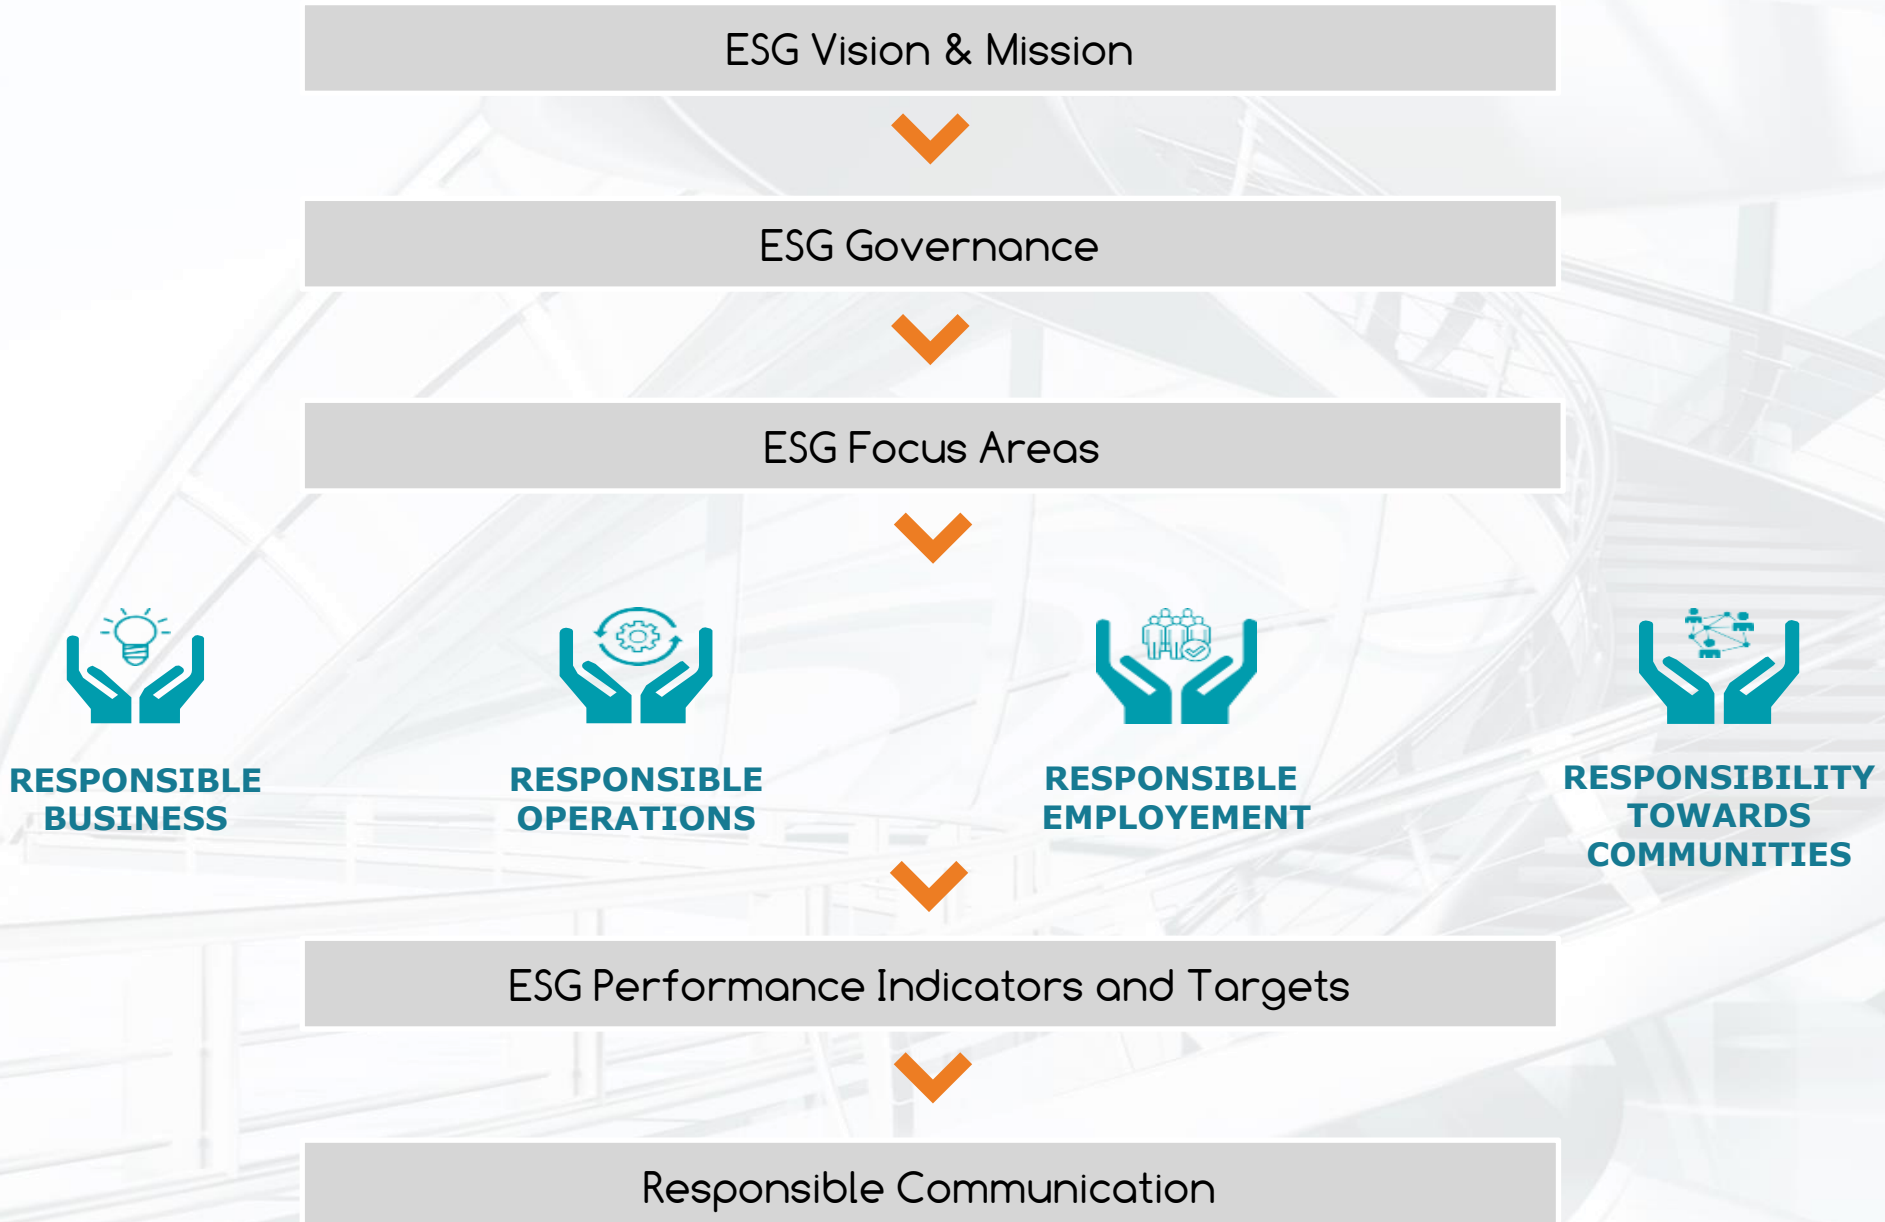 ESG Vision & Mission
ESG Governance
ESG Focus Areas
RESPONSIBLE
BUSINESS
RESPONSIBLE
OPERATIONS
RESPONSIBLE
EMPLOYEMENT
RESPONSIBILITY
TOWARDS
COMMUNITIES
ESG Performance Indicators and Targets
Responsible Communication